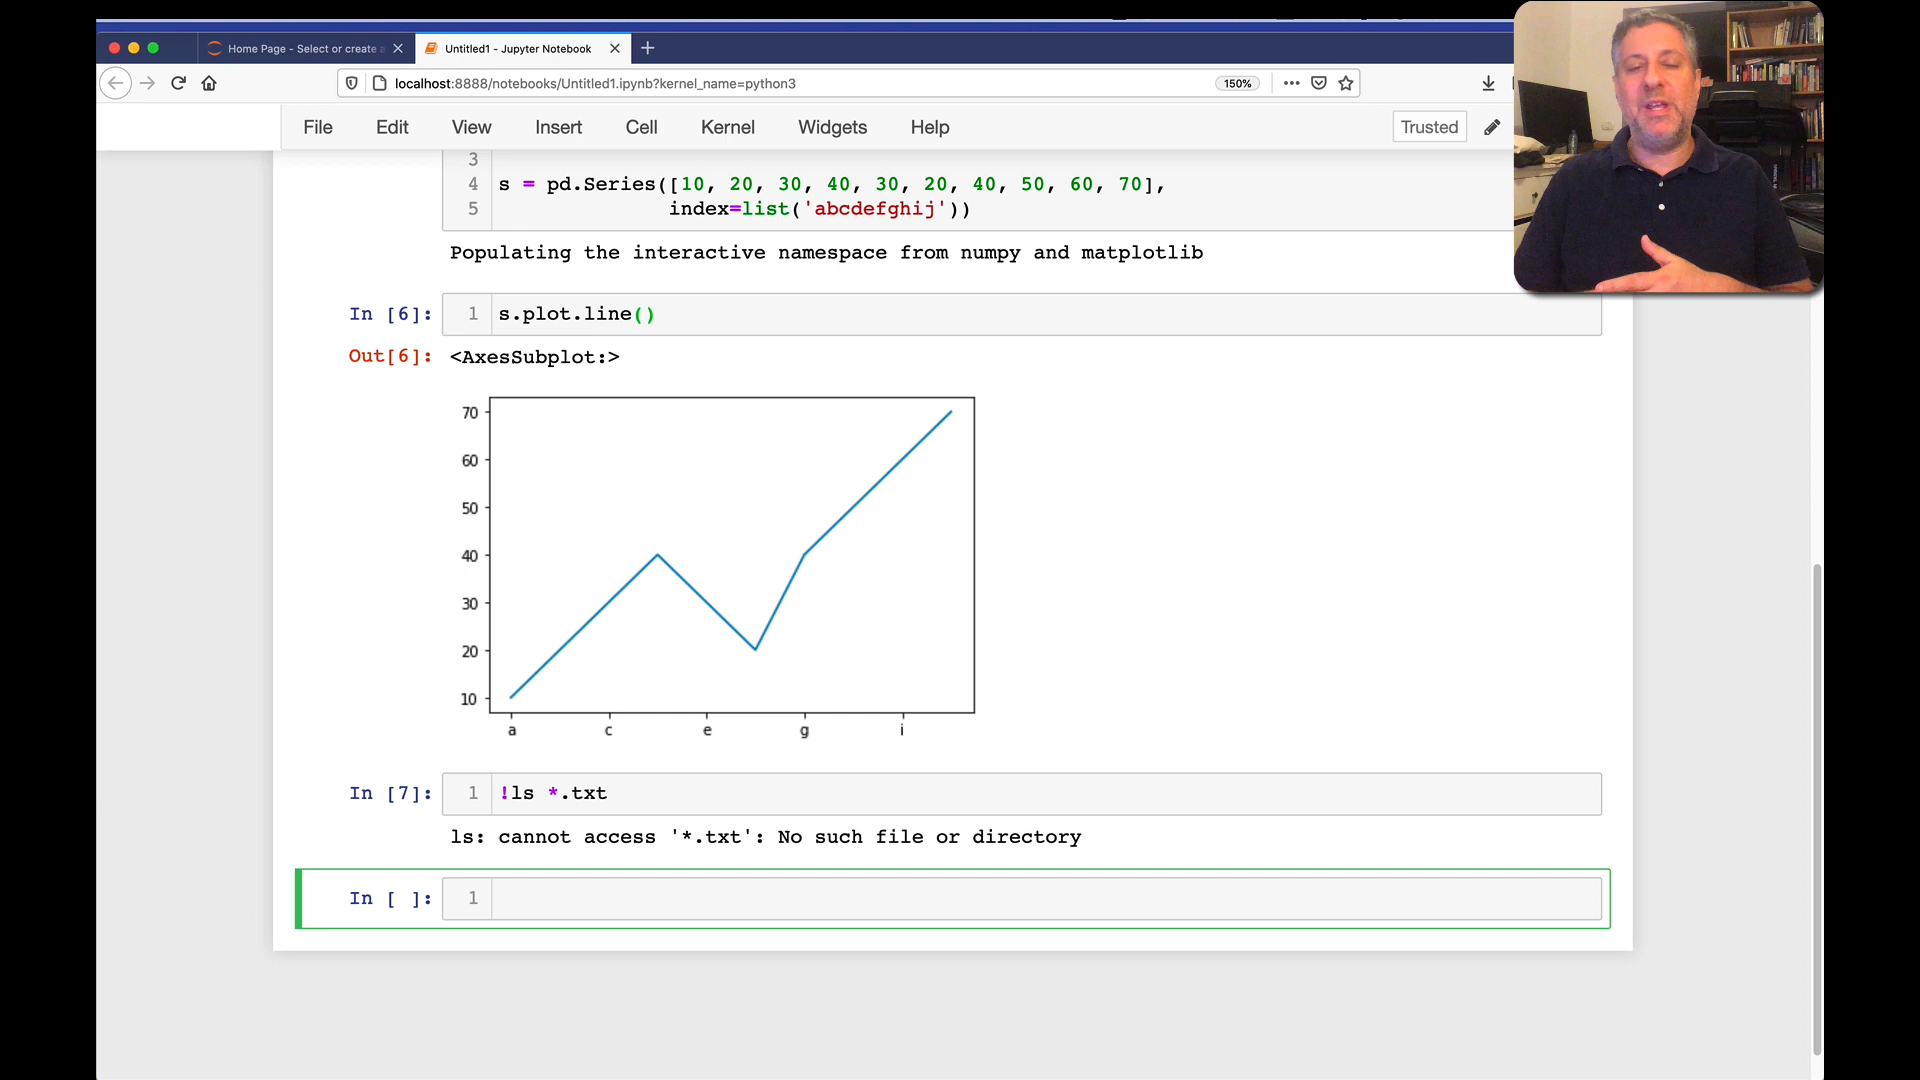 Home Page - Select or create a
Untitled1 - Jupyter Notebook
localhost:8888/notebooks/Untitled1.ipynb?kernel_name=python3
150%
File Edit View Insert Cell Kernel Widgets Help
Trusted
3
4 s = pd.Series([10, 20, 30, 40, 30, 20, 40, 50, 60, 70],
5 index=list('abcdefghij'))
Populating the interactive namespace from numpy and matplotlib
In [6]: 1 s.plot.line()
Out[6]: <AxesSubplot:>
70
60
50
40
30
20
10
a c e g i
In [7]: 1 !ls *.txt
ls: cannot access '*.txt': No such file or directory
In [ ]: 1